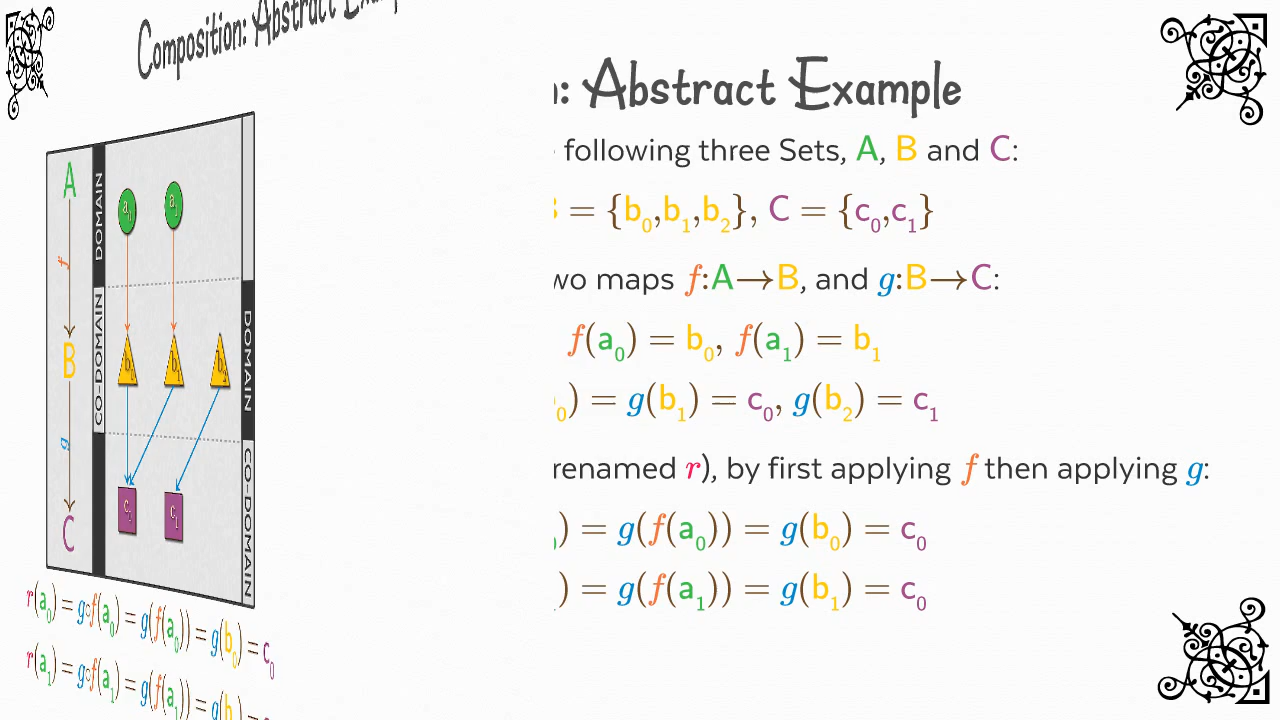 Composition: Abstract Exam
A
f
B
g
C
DOMAIN
CO-DOMAIN
DOMAIN
CO-DOMAIN
a₀ a₁
b₀ b₁ b₂
c₁
r(a₀) = g∘f(a₀) = g(f(a₀)) = g(b₀) = c₀
r(a₁) = g∘f(a₁) = g(f(a₁)) = g(b
: Abstract Example
following three Sets, A, B and C:
= {b₀,b₁,b₂}, C = {c₀,c₁}
wo maps f:A→B, and g:B→C:
f(a₀) = b₀, f(a₁) = b₁
₀) = g(b₁) = c₀, g(b₂) = c₁
renamed r), by first applying f then applying g:
) = g(f(a₀)) = g(b₀) = c₀
) = g(f(a₁)) = g(b₁) = c₀